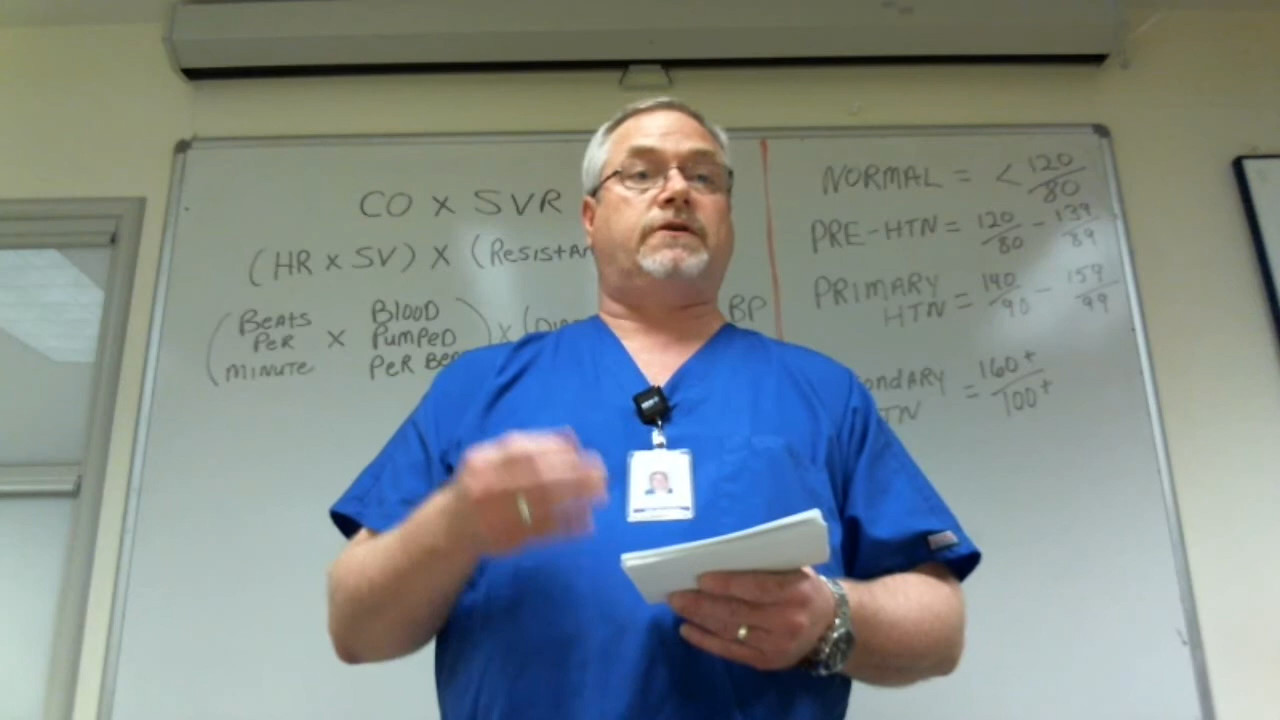 CO x SVR
(HR x SV) x (Resistan
(Beats Per minute x Blood Pumped Per Bea ) x ( BP
NORMAL = < 120/80
PRE-HTN = 120/80 - 139/89
PRIMARY HTN = 140/90 - 159/99
ondary TN = 160+/100+